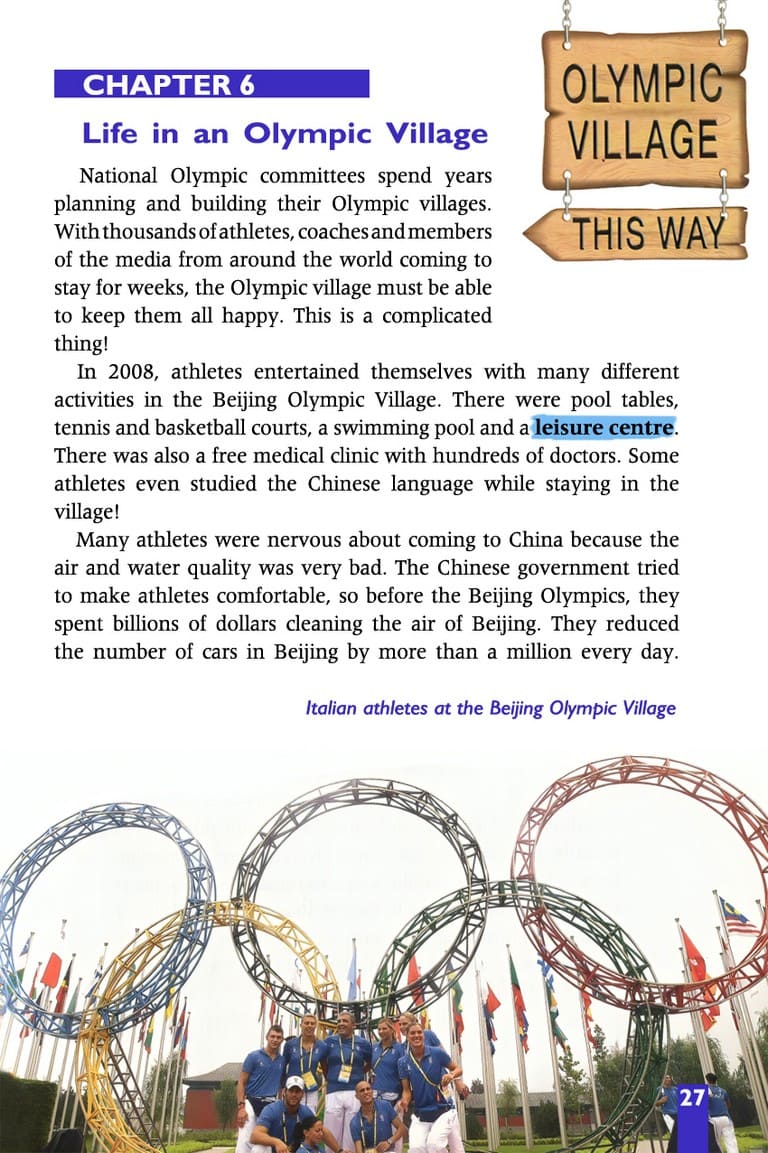 OLYMPIC
VILLAGE
THIS WAY
CHAPTER 6
Life in an Olympic Village
National Olympic committees spend years
planning and building their Olympic villages.
With thousands of athletes, coaches and members
of the media from around the world coming to
stay for weeks, the Olympic village must be able
to keep them all happy. This is a complicated
thing!
In 2008, athletes entertained themselves with many different
activities in the Beijing Olympic Village. There were pool tables,
tennis and basketball courts, a swimming pool and a leisure centre.
There was also a free medical clinic with hundreds of doctors. Some
athletes even studied the Chinese language while staying in the
village!
Many athletes were nervous about coming to China because the
air and water quality was very bad. The Chinese government tried
to make athletes comfortable, so before the Beijing Olympics, they
spent billions of dollars cleaning the air of Beijing. They reduced
the number of cars in Beijing by more than a million every day.
Italian athletes at the Beijing Olympic Village
27